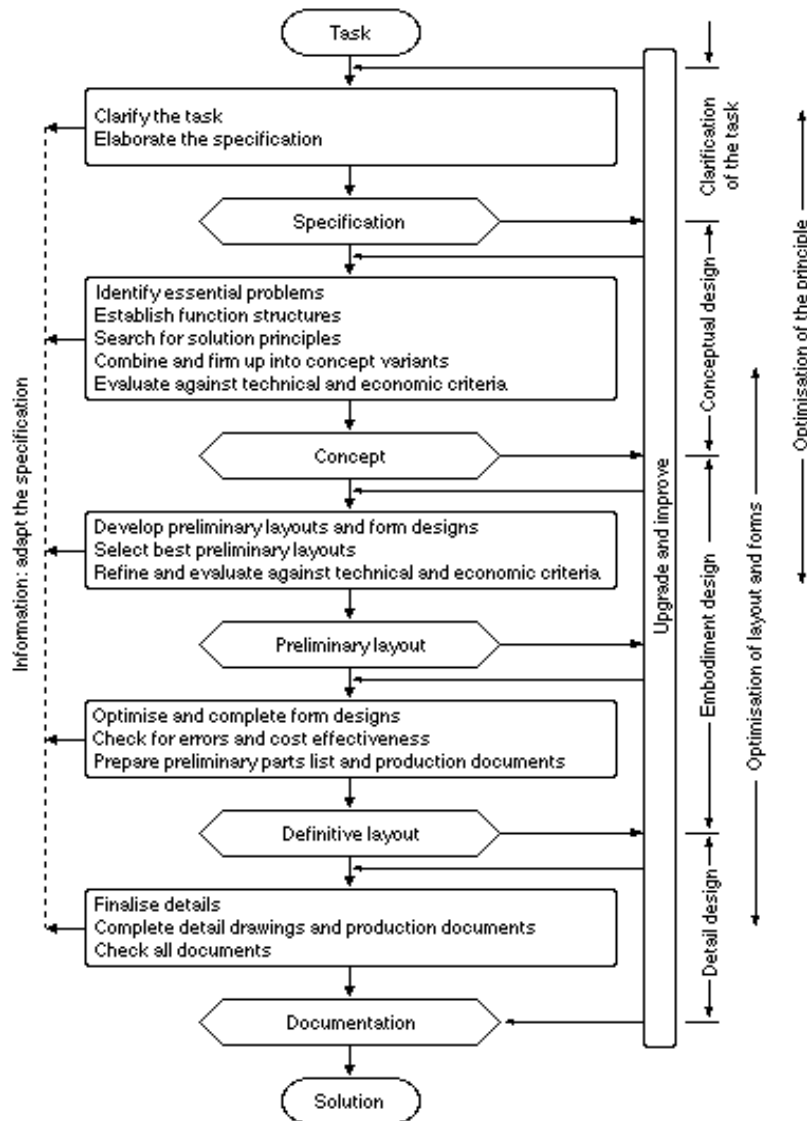 Task
Clarify the task
Elaborate the specification
Specification
Identify essential problems
Establish function structures
Search for solution principles
Combine and firm up into concept variants
Evaluate against technical and economic criteria
Concept
Develop preliminary layouts and form designs
Select best preliminary layouts
Refine and evaluate against technical and economic criteria
Preliminary layout
Optimise and complete form designs
Check for errors and cost effectiveness
Prepare preliminary parts list and production documents
Definitive layout
Finalise details
Complete detail drawings and production documents
Check all documents
Documentation
Solution
Information: adapt the specification
Upgrade and improve
Clarification
of the task
Conceptual design
Embodiment design
Detail design
Optimisation of layout and forms
Optimisation of the principle